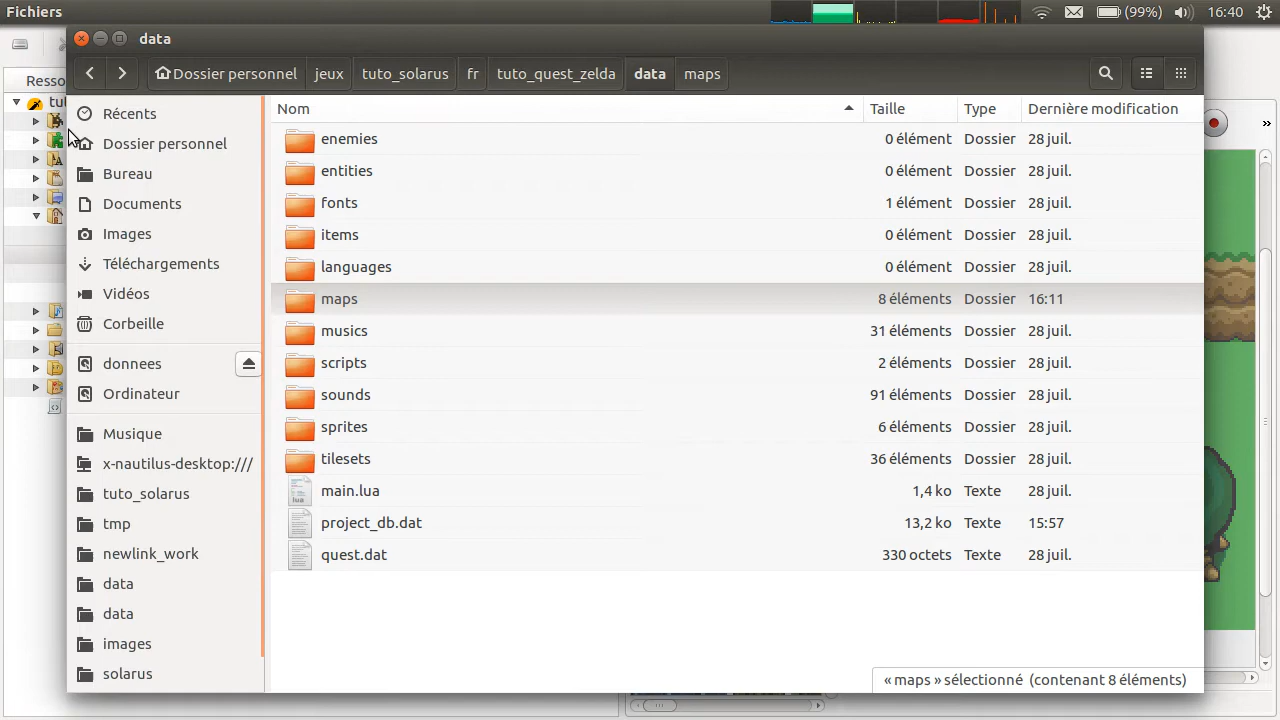 Fichiers
(99%)
16:40
data
Dossier personnel
jeux
tuto_solarus
fr
tuto_quest_zelda
data
maps
Resso
tut
Récents
Dossier personnel
Bureau
Documents
Images
Téléchargements
Vidéos
Corbeille
donnees
Ordinateur
Musique
x-nautilus-desktop:///
tuto_solarus
tmp
newlink_work
data
data
images
solarus
Nom Taille Type Dernière modification
enemies 0 élément Dossier 28 juil.
entities 0 élément Dossier 28 juil.
fonts 1 élément Dossier 28 juil.
items 0 élément Dossier 28 juil.
languages 0 élément Dossier 28 juil.
maps 8 éléments Dossier 16:11
musics 31 éléments Dossier 28 juil.
scripts 2 éléments Dossier 28 juil.
sounds 91 éléments Dossier 28 juil.
sprites 6 éléments Dossier 28 juil.
tilesets 36 éléments Dossier 28 juil.
main.lua 1,4 ko Texte 28 juil.
project_db.dat 13,2 ko Texte 15:57
quest.dat 330 octets Texte 28 juil.
« maps » sélectionné (contenant 8 éléments)